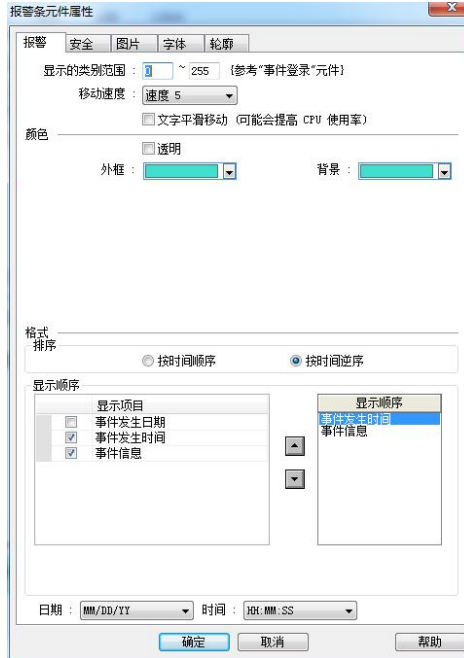 报警条元件属性
报警 安全 图片 字体 轮廓
显示的类别范围 : 0 ~ 255 {参考“事件登录”元件}
移动速度 : 速度 5
文字平滑移动 (可能会提高 CPU 使用率)
颜色
透明
外框 : 背景 :
格式
排序
按时间顺序 按时间逆序
显示顺序
显示项目 显示顺序
事件发生日期 事件发生时间
事件发生时间 事件信息
事件信息
日期 : MM/DD/YY 时间 : HH:MM:SS
确定 取消 帮助